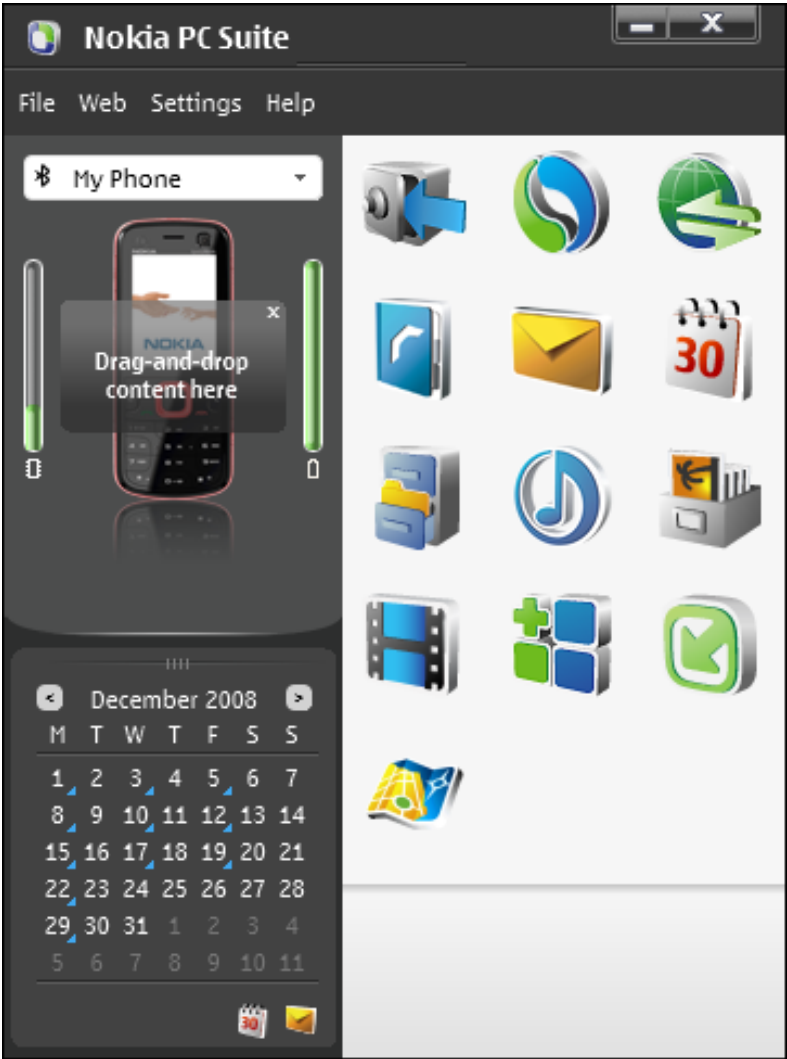 Nokia PC Suite
File Web Settings Help
My Phone
NOKIA
Drag-and-drop
content here
30
December 2008
M T W T F S S
1 2 3 4 5 6 7
8 9 10 11 12 13 14
15 16 17 18 19 20 21
22 23 24 25 26 27 28
29 30 31 1 2 3 4
5 6 7 8 9 10 11
30